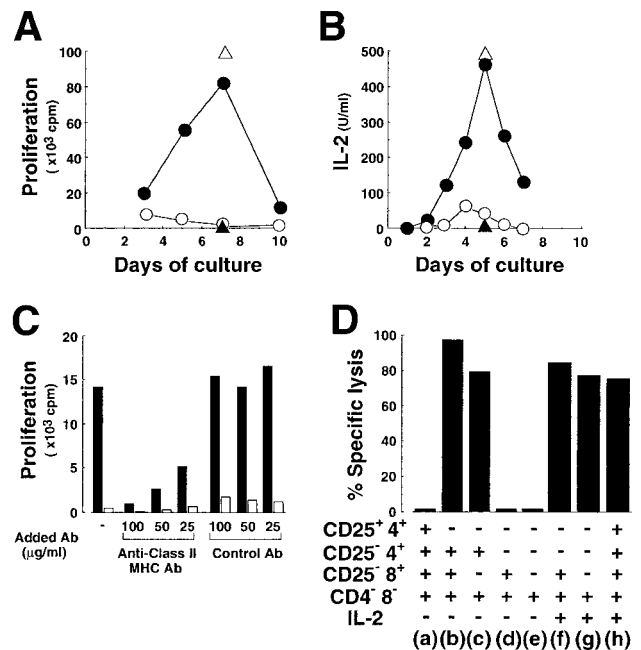 A
Proliferation
( x10³ cpm)
100
80
60
40
20
0
0 2 4 6 8 10
Days of culture
B
IL-2 (U/ml)
500
400
300
200
100
0
0 2 4 6 8 10
Days of culture
C
Proliferation
( x10³ cpm)
20
15
10
5
0
Added Ab
(μg/ml)
- 100 50 25 100 50 25
Anti-Class II
MHC Ab
Control Ab
D
% Specific lysis
100
80
60
40
20
0
CD25⁺ 4⁺ + - - - - - - +
CD25⁻ 4⁺ + + + - - - - +
CD25⁻ 8⁺ + + - + - + - +
CD4⁻ 8⁻ + + + + + + + +
IL-2 - - - - - + + +
(a) (b) (c) (d) (e) (f) (g) (h)